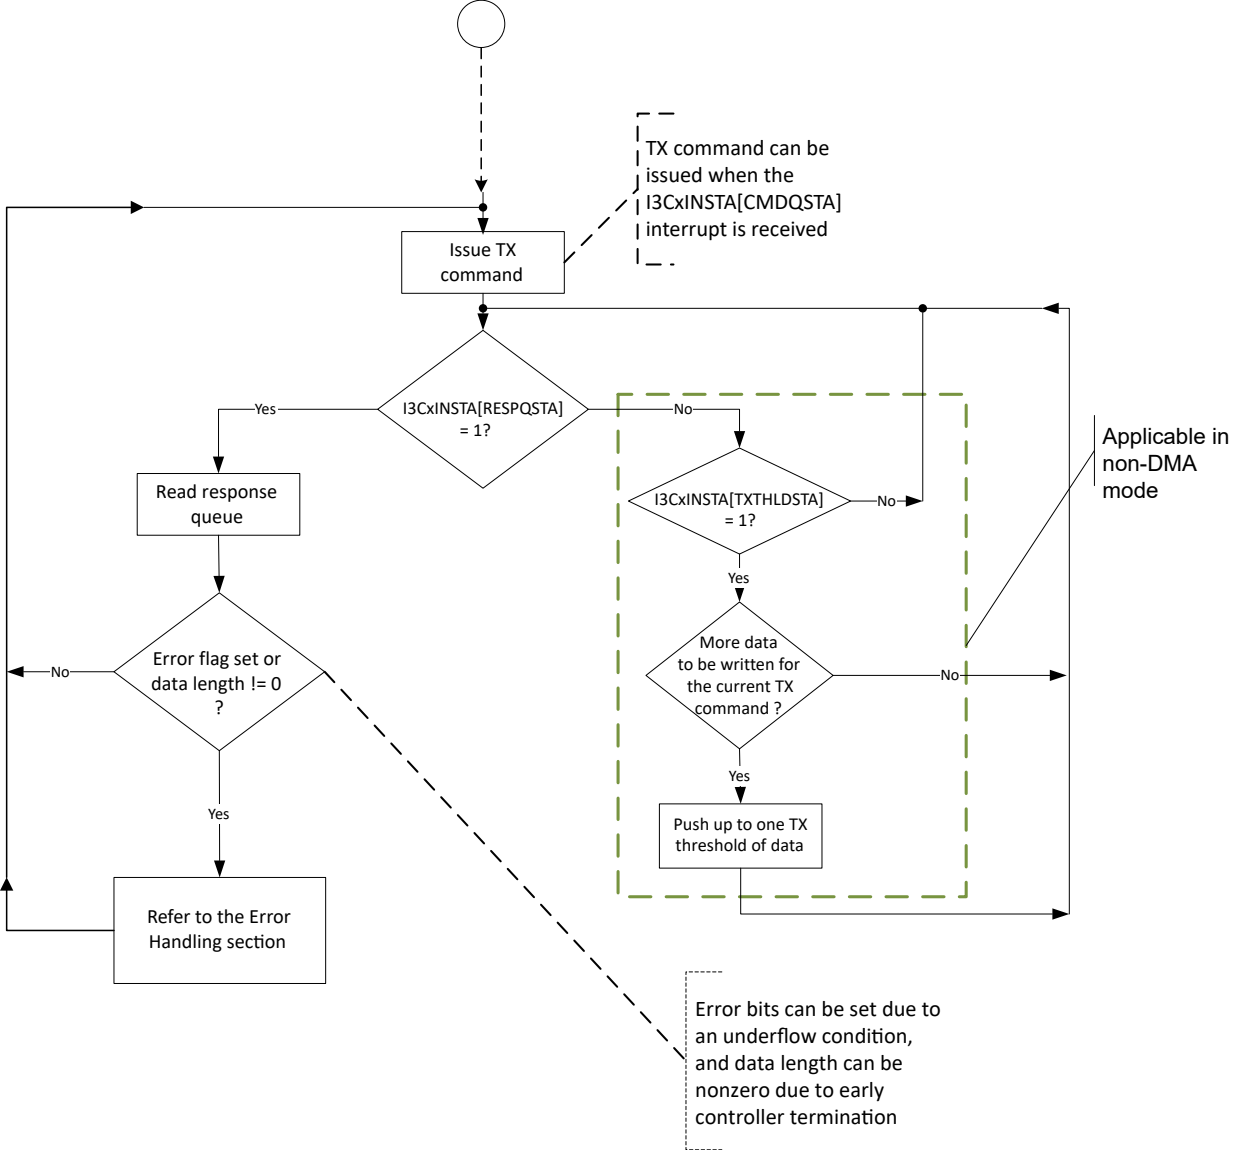 TX command can be
issued when the
I3CxINSTA[CMDQSTA]
interrupt is received
Issue TX
command
I3CxINSTA[RESPQSTA]
= 1?
Yes
No
Applicable in
non-DMA
mode
Read response
queue
I3CxINSTA[TXTHLDSTA]
= 1?
No
Yes
Error flag set or
data length != 0
?
No
More data
to be written for
the current TX
command ?
No
Yes
Yes
Push up to one TX
threshold of data
Refer to the Error
Handling section
Error bits can be set due to
an underflow condition,
and data length can be
nonzero due to early
controller termination